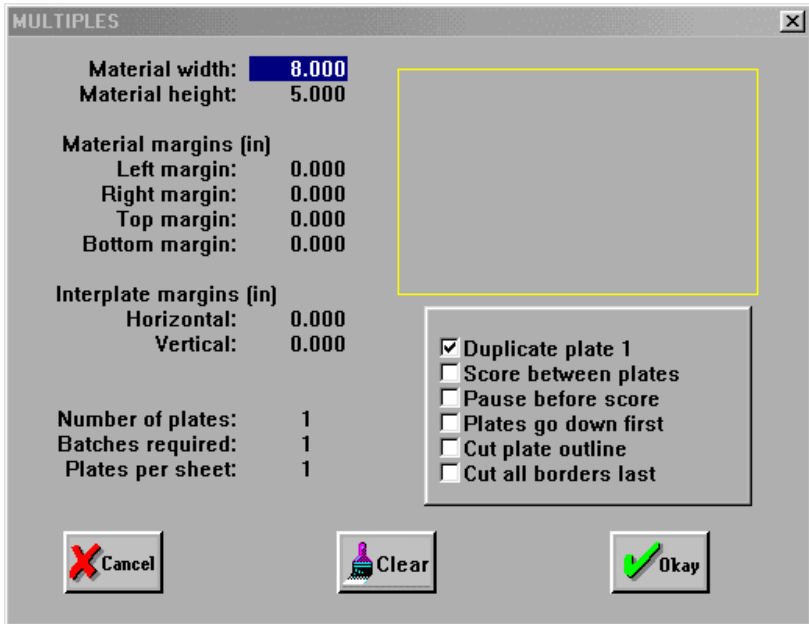 MULTIPLES
Material width: 8.000
Material height: 5.000
Material margins (in)
Left margin: 0.000
Right margin: 0.000
Top margin: 0.000
Bottom margin: 0.000
Interplate margins (in)
Horizontal: 0.000
Vertical: 0.000
Number of plates: 1
Batches required: 1
Plates per sheet: 1
Duplicate plate 1
Score between plates
Pause before score
Plates go down first
Cut plate outline
Cut all borders last
Cancel
Clear
Okay